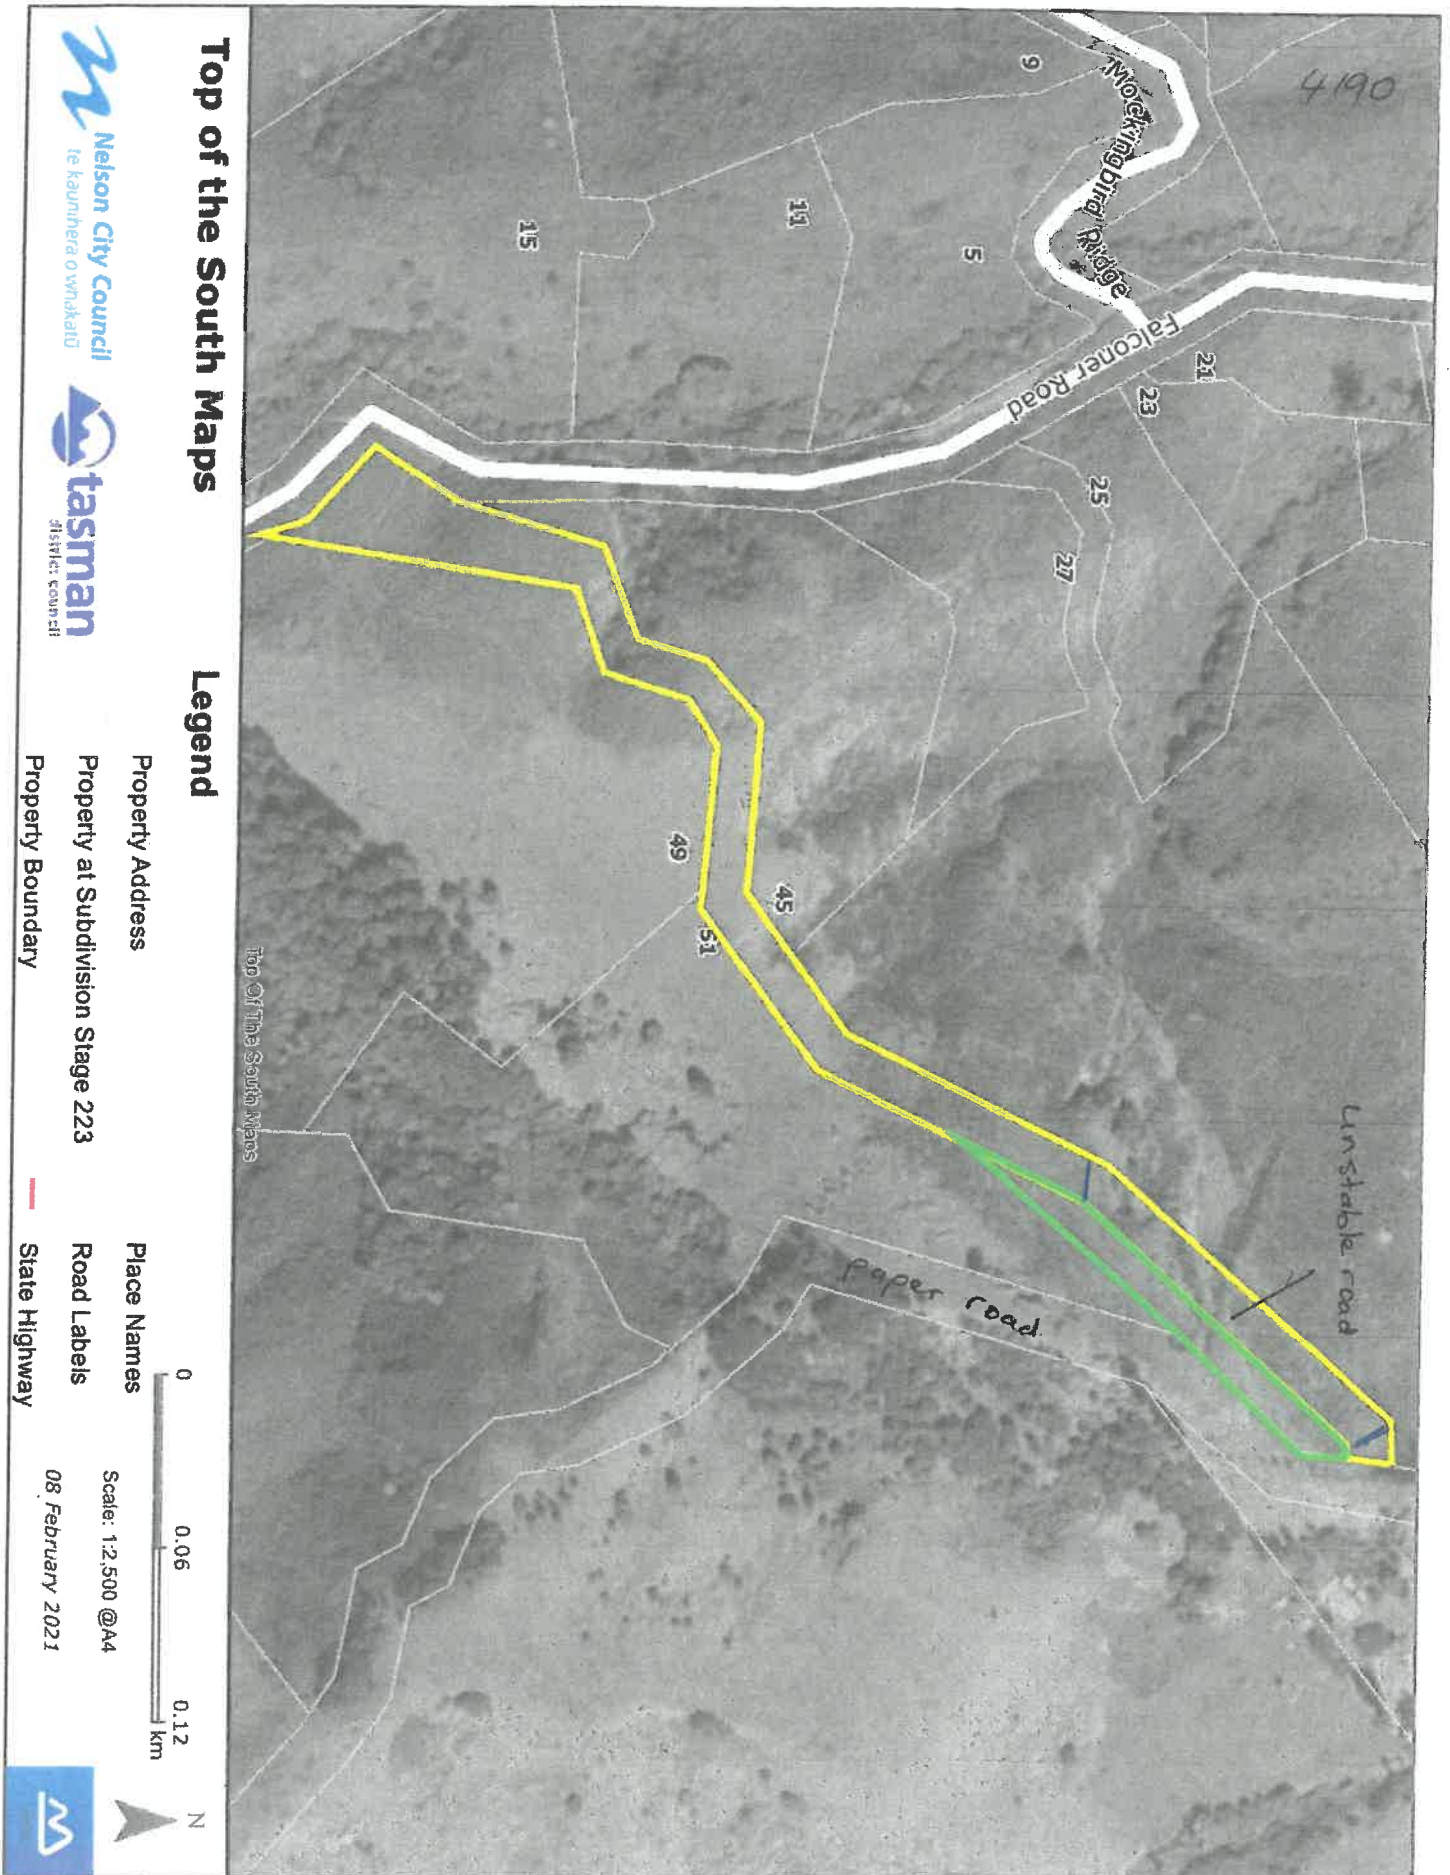 4190
Mockingbird Ridge
Falconer Road
9
11
15
5
21
23
25
27
49
45
51
Unstable road
paper road
Top Of The South Maps
Top of the South Maps
Nelson City Council
te kaunihera o whakatū
tasman
district council
Legend
Property Address
Property at Subdivision Stage 223
Property Boundary
Place Names
Road Labels
State Highway
0
0.06
0.12
km
Scale: 1:2,500 @A4
08 February 2021
N